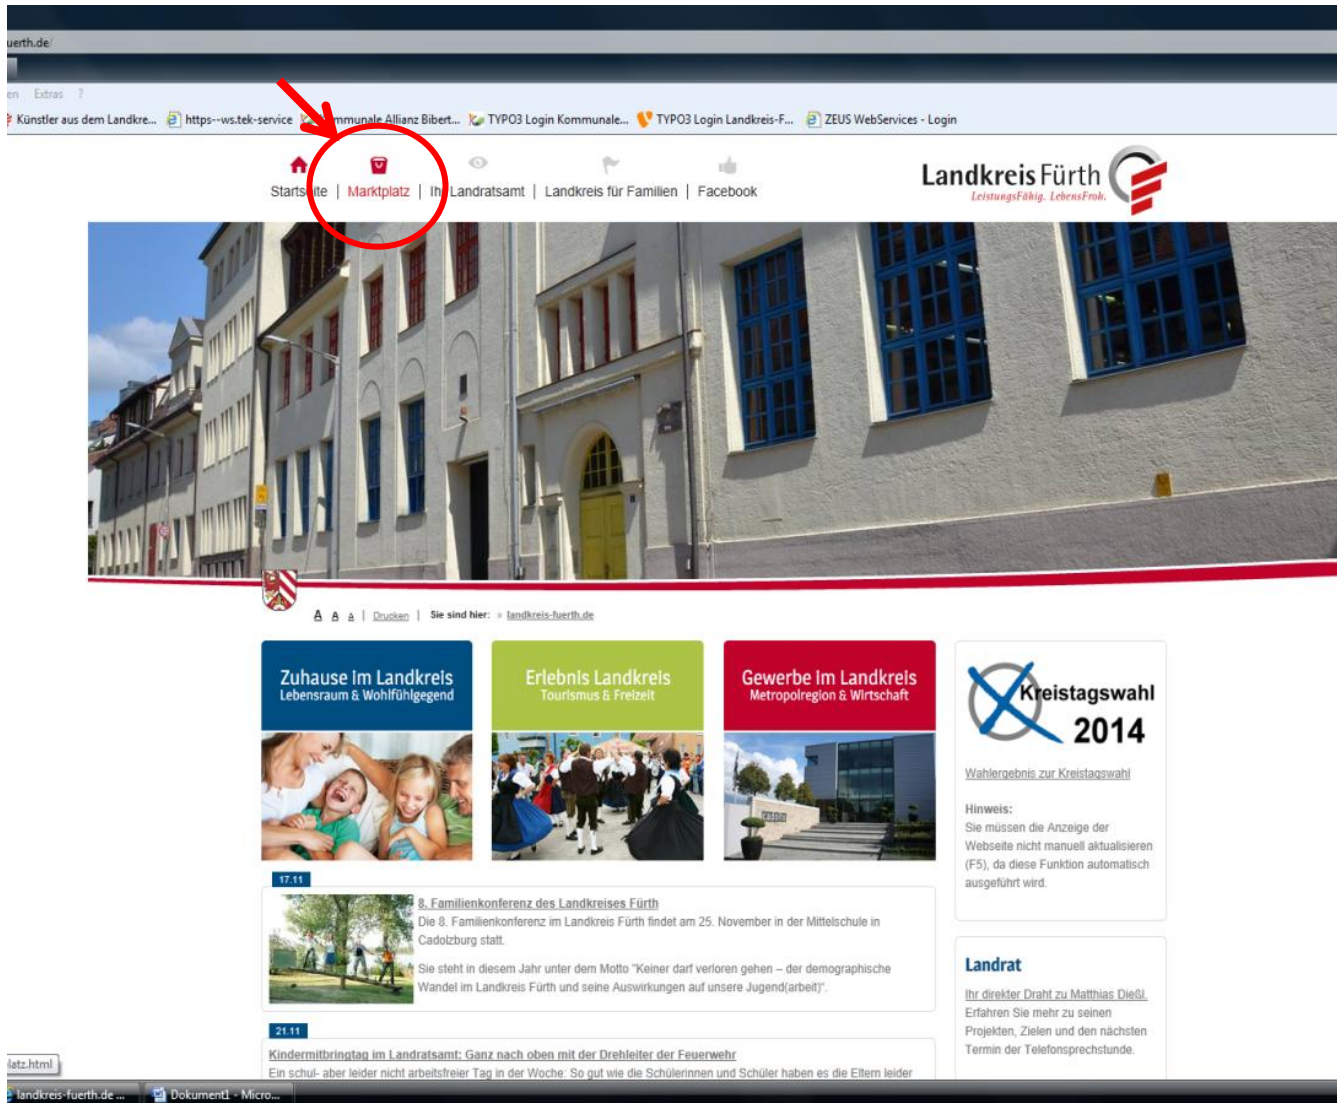 uerth.de/
en Extras ?
Künstler aus dem Landkre... https--ws.tek-service mmunale Allianz Bibert... TYPO3 Login Kommunale... TYPO3 Login Landkreis-F... ZEUS WebServices - Login
Startseite | Marktplatz | Ihr Landratsamt | Landkreis für Familien | Facebook
Landkreis Fürth
LeistungsFähig. LebensFroh.
A A A | Drucken | Sie sind hier: » landkreis-fuerth.de
Zuhause im Landkreis
Lebensraum & Wohlfühlgegend
Erlebnis Landkreis
Tourismus & Freizeit
Gewerbe im Landkreis
Metropolregion & Wirtschaft
cadolto
17.11
8. Familienkonferenz des Landkreises Fürth
Die 8. Familienkonferenz im Landkreis Fürth findet am 25. November in der Mittelschule in
Cadolzburg statt.
Sie steht in diesem Jahr unter dem Motto "Keiner darf verloren gehen – der demographische
Wandel im Landkreis Fürth und seine Auswirkungen auf unsere Jugend(arbeit)".
21.11
Kindermitbringtag im Landratsamt: Ganz nach oben mit der Drehleiter der Feuerwehr
Ein schul- aber leider nicht arbeitsfreier Tag in der Woche: So gut wie die Schülerinnen und Schüler haben es die Eltern leider
Kreistagswahl
2014
Wahlergebnis zur Kreistagswahl
Hinweis:
Sie müssen die Anzeige der
Webseite nicht manuell aktualisieren
(F5), da diese Funktion automatisch
ausgeführt wird.
Landrat
Ihr direkter Draht zu Matthias Dießl.
Erfahren Sie mehr zu seinen
Projekten, Zielen und den nächsten
Termin der Telefonsprechstunde.
latz.html
landkreis-fuerth.de ... Dokument1 - Micro...